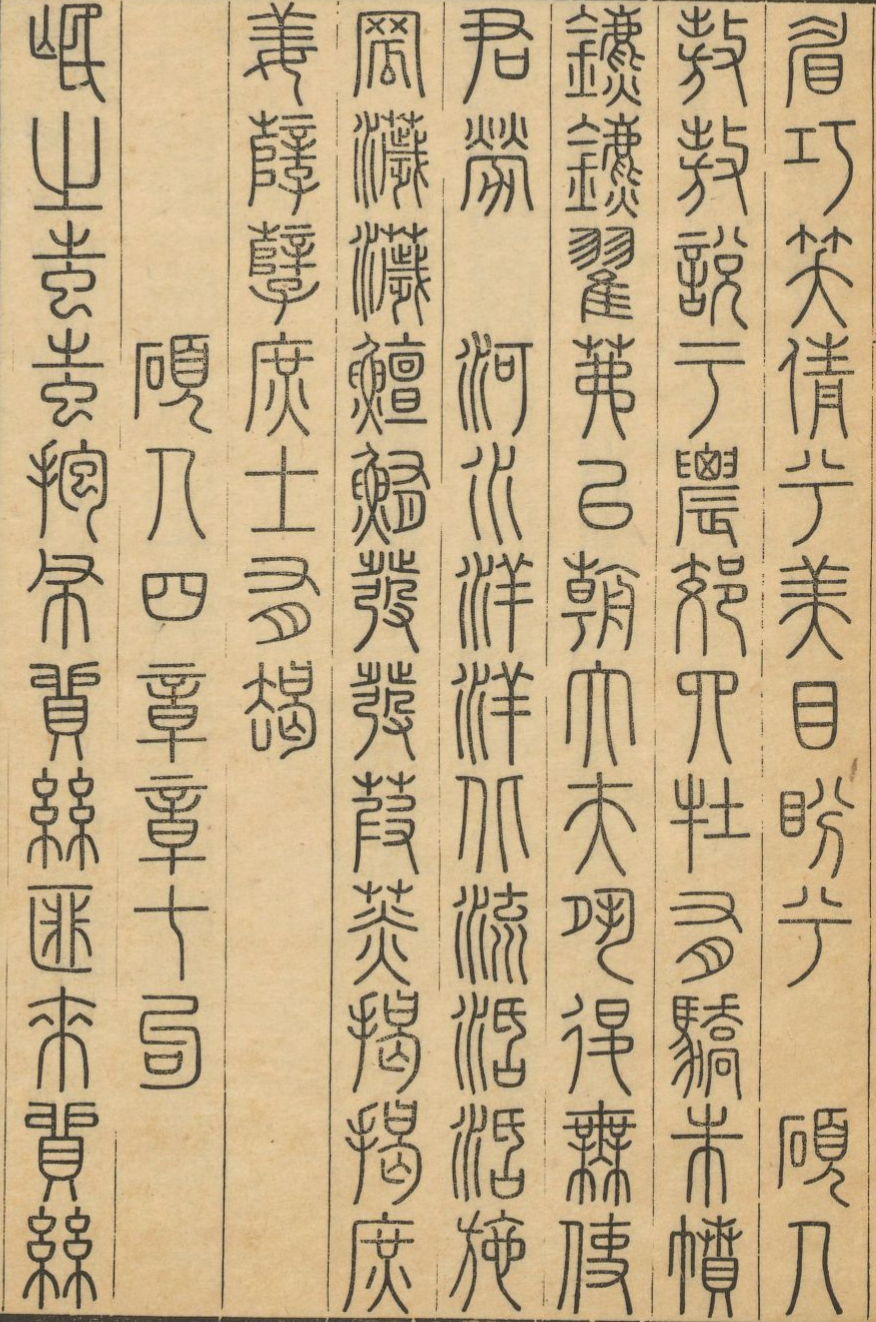 眉巧笑倩兮美目盼兮　碩人
敖敖說于農郊四牡有驕朱幩
鑣鑣翟茀以朝大夫夙退無使
君勞　河水洋洋北流活活施
罛濊濊鱣鮪發發葭菼揭揭庶
姜孽孽庶士有朅
碩人四章章七句
氓之蚩蚩抱布貿絲匪來貿絲